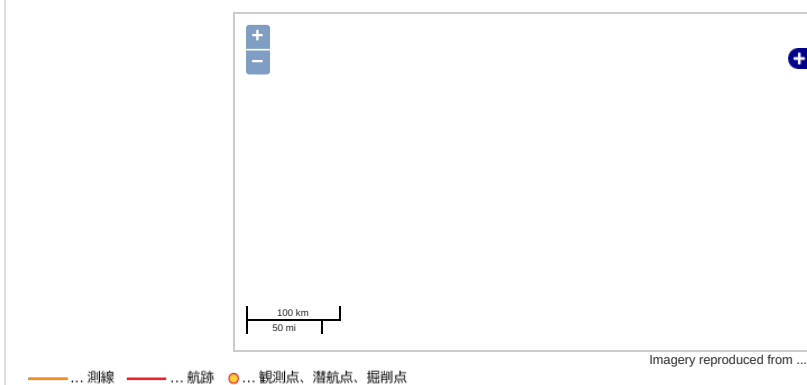 +
−
+
100 km
50 mi
Imagery reproduced from ...
... 測線 ... 航跡 ... 観測点、潜航点、掘削点